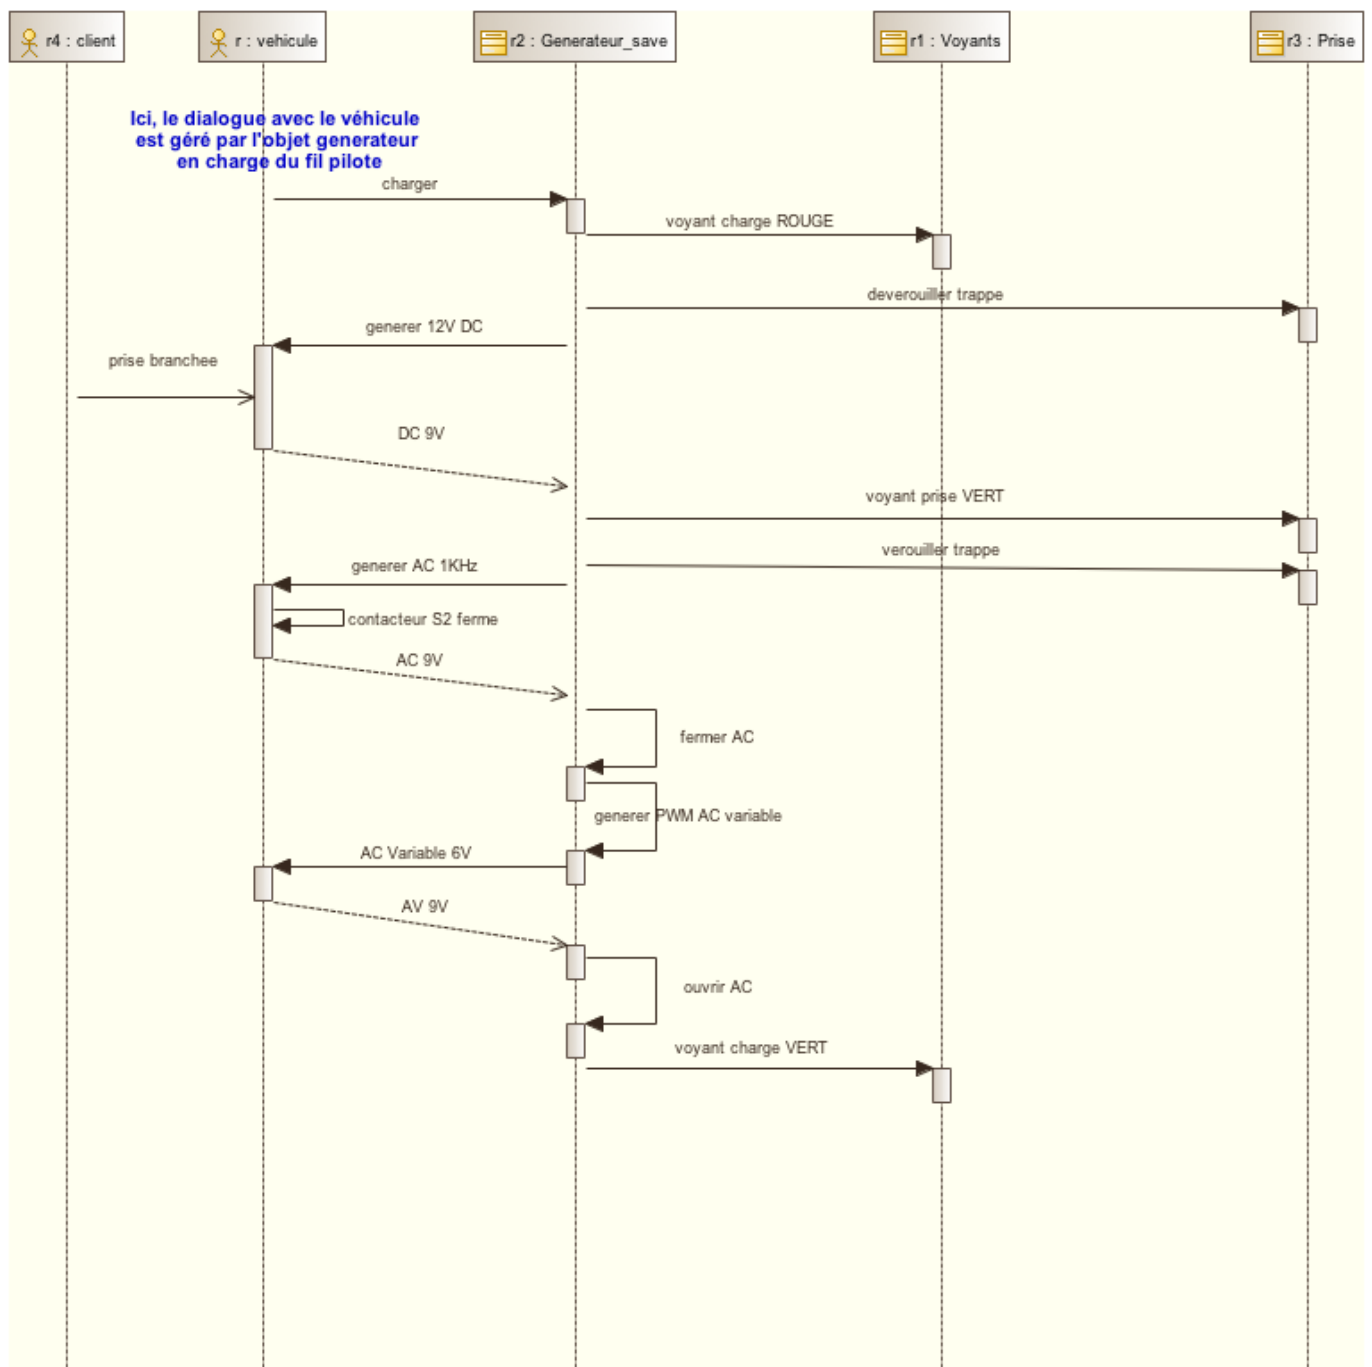 r4 : client
r : vehicule
r2 : Generateur_save
r1 : Voyants
r3 : Prise
Ici, le dialogue avec le véhicule
est géré par l'objet generateur
en charge du fil pilote
charger
voyant charge ROUGE
deverouiller trappe
generer 12V DC
prise branchee
DC 9V
voyant prise VERT
verouiller trappe
generer AC 1KHz
contacteur S2 ferme
AC 9V
fermer AC
generer PWM AC variable
AC Variable 6V
AV 9V
ouvrir AC
voyant charge VERT